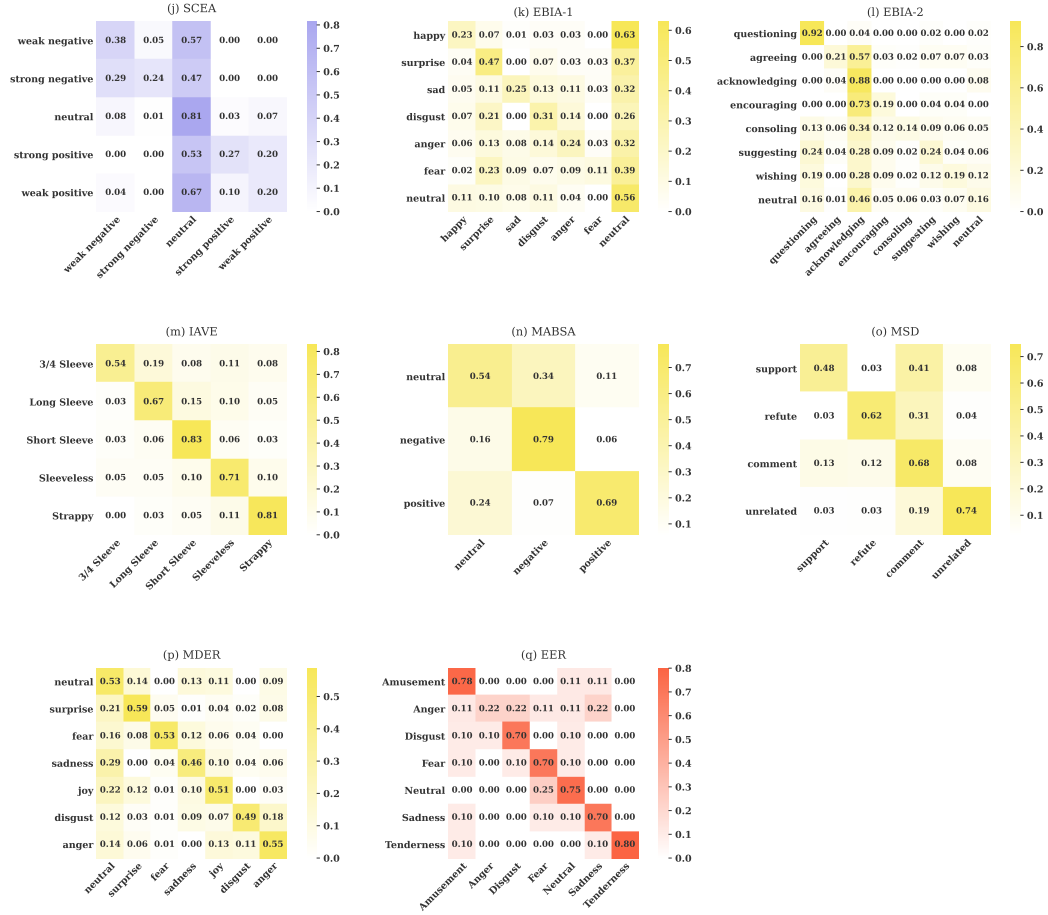 (j) SCEA
weak negative 0.38 0.05 0.57 0.00 0.00
strong negative 0.29 0.24 0.47 0.00 0.00
neutral 0.08 0.01 0.81 0.03 0.07
strong positive 0.00 0.00 0.53 0.27 0.20
weak positive 0.04 0.00 0.67 0.10 0.20
weak negative
strong negative
neutral
strong positive
weak positive
0.8
0.7
0.6
0.5
0.4
0.3
0.2
0.1
0.0
(k) EBIA-1
happy 0.23 0.07 0.01 0.03 0.03 0.00 0.63
surprise 0.04 0.47 0.00 0.07 0.03 0.03 0.37
sad 0.05 0.11 0.25 0.13 0.11 0.03 0.32
disgust 0.07 0.21 0.00 0.31 0.14 0.00 0.26
anger 0.06 0.13 0.08 0.14 0.24 0.03 0.32
fear 0.02 0.23 0.09 0.07 0.09 0.11 0.39
neutral 0.11 0.10 0.08 0.11 0.04 0.00 0.56
happy
surprise
sad
disgust
anger
fear
neutral
0.6
0.5
0.4
0.3
0.2
0.1
0.0
(l) EBIA-2
questioning 0.92 0.00 0.04 0.00 0.00 0.02 0.00 0.02
agreeing 0.00 0.21 0.57 0.03 0.02 0.07 0.07 0.03
acknowledging 0.00 0.04 0.88 0.00 0.00 0.00 0.00 0.08
encouraging 0.00 0.00 0.73 0.19 0.00 0.04 0.04 0.00
consoling 0.13 0.06 0.34 0.12 0.14 0.09 0.06 0.05
suggesting 0.24 0.04 0.28 0.09 0.02 0.24 0.04 0.06
wishing 0.19 0.00 0.28 0.09 0.02 0.12 0.19 0.12
neutral 0.16 0.01 0.46 0.05 0.06 0.03 0.07 0.16
questioning
agreeing
acknowledging
encouraging
consoling
suggesting
wishing
neutral
0.8
0.6
0.4
0.2
0.0
(m) IAVE
3/4 Sleeve 0.54 0.19 0.08 0.11 0.08
Long Sleeve 0.03 0.67 0.15 0.10 0.05
Short Sleeve 0.03 0.06 0.83 0.06 0.03
Sleeveless 0.05 0.05 0.10 0.71 0.10
Strappy 0.00 0.03 0.05 0.11 0.81
3/4 Sleeve
Long Sleeve
Short Sleeve
Sleeveless
Strappy
0.8
0.7
0.6
0.5
0.4
0.3
0.2
0.1
0.0
(n) MABSA
neutral 0.54 0.34 0.11
negative 0.16 0.79 0.06
positive 0.24 0.07 0.69
neutral
negative
positive
0.7
0.6
0.5
0.4
0.3
0.2
0.1
(o) MSD
support 0.48 0.03 0.41 0.08
refute 0.03 0.62 0.31 0.04
comment 0.13 0.12 0.68 0.08
unrelated 0.03 0.03 0.19 0.74
support
refute
comment
unrelated
0.7
0.6
0.5
0.4
0.3
0.2
0.1
(p) MDER
neutral 0.53 0.14 0.00 0.13 0.11 0.00 0.09
surprise 0.21 0.59 0.05 0.01 0.04 0.02 0.08
fear 0.16 0.08 0.53 0.12 0.06 0.04 0.00
sadness 0.29 0.00 0.04 0.46 0.10 0.04 0.06
joy 0.22 0.12 0.01 0.10 0.51 0.00 0.03
disgust 0.12 0.03 0.01 0.09 0.07 0.49 0.18
anger 0.14 0.06 0.01 0.00 0.13 0.11 0.55
neutral
surprise
fear
sadness
joy
disgust
anger
0.5
0.4
0.3
0.2
0.1
0.0
(q) EER
Amusement 0.78 0.00 0.00 0.00 0.11 0.11 0.00
Anger 0.11 0.22 0.22 0.11 0.11 0.22 0.00
Disgust 0.10 0.10 0.70 0.00 0.10 0.00 0.00
Fear 0.10 0.00 0.10 0.70 0.00 0.10 0.00
Neutral 0.00 0.00 0.00 0.25 0.75 0.00 0.00
Sadness 0.10 0.00 0.00 0.10 0.10 0.70 0.00
Tenderness 0.10 0.00 0.00 0.00 0.00 0.10 0.80
Amusement
Anger
Disgust
Fear
Neutral
Sadness
Tenderness
0.8
0.7
0.6
0.5
0.4
0.3
0.2
0.1
0.0